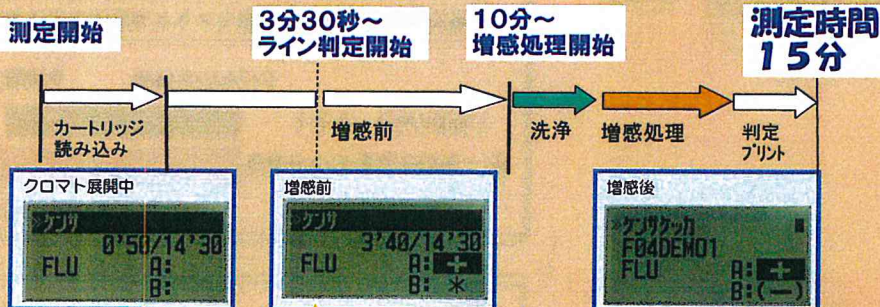 測定開始
3分30秒～
ライン判定開始
10分～
増感処理開始
測定時間
15分
カートリッジ
読み込み
増感前
洗浄
増感処理
判定
プリント
クロマト展開中
ケンサ
0'50/14'30
FLU A:
B:
増感前
ケンサ
3'40/14'30
FLU A:+
B: *
増感後
ケンサケッカ
F04DEMO1
FLU A:+
B:(-)